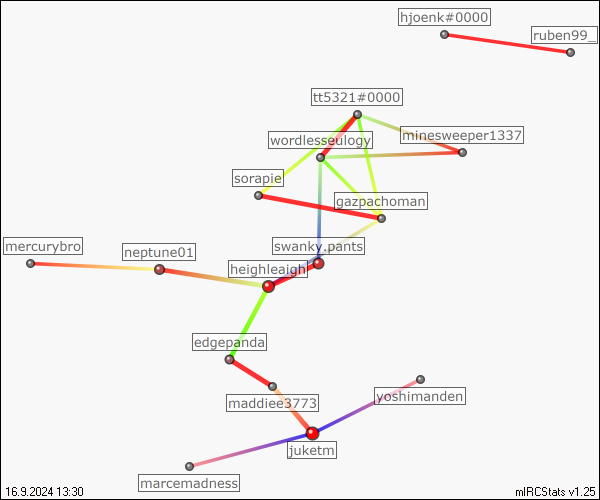 hjoenk#0000
ruben99_
tt5321#0000
minesweeper1337
wordlesseulogy
sorapie
gazpachoman
mercurybro
neptune01
swanky.pants
heighleaigh
edgepanda
maddiee3773
yoshimanden
juketm
marcemadness
16.9.2024 13:30
mIRCStats v1.25